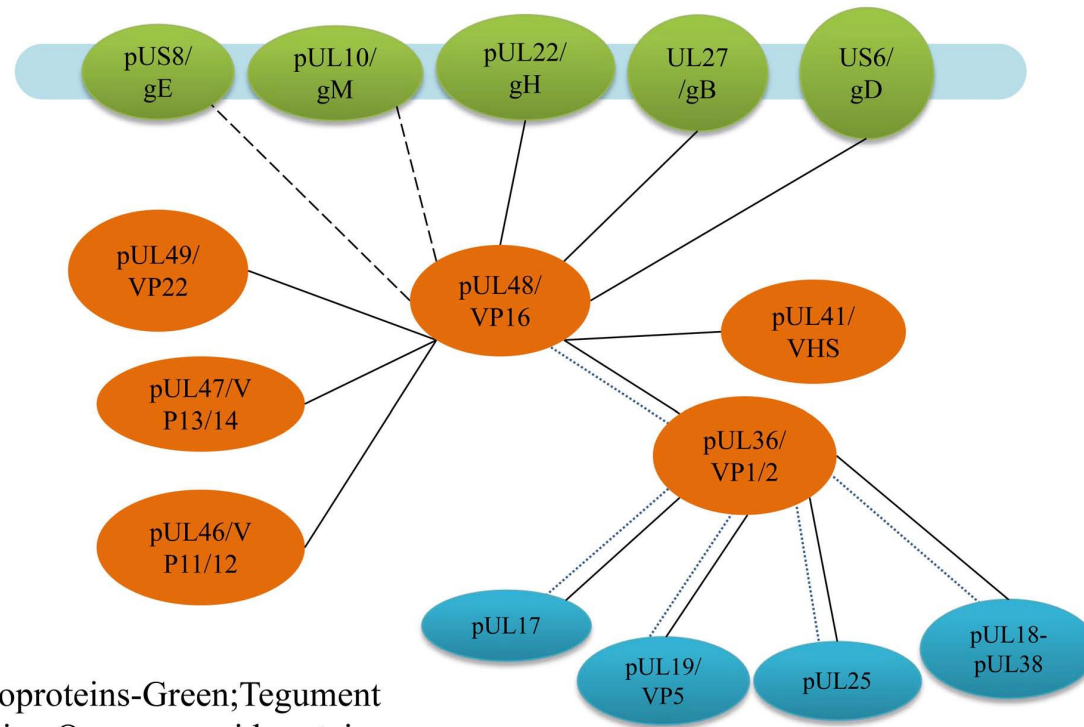 pUS8/
gE
pUL10/
gM
pUL22/
gH
UL27
/gB
US6/
gD
pUL49/
VP22
pUL48/
VP16
pUL41/
VHS
pUL47/V
P13/14
pUL36/
VP1/2
pUL46/V
P11/12
pUL17
pUL19/
VP5
pUL25
pUL18-
pUL38
oproteins-Green;Tegument